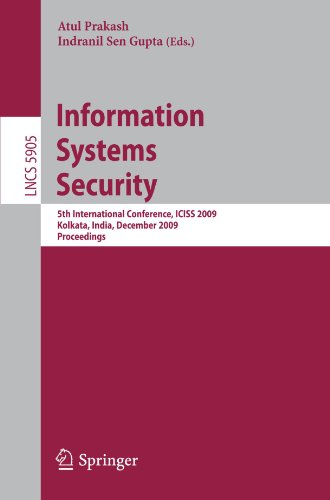 Atul Prakash
Indranil Sen Gupta (Eds.)
LNCS 5905
Information
Systems
Security
5th International Conference, ICISS 2009
Kolkata, India, December 2009
Proceedings
Springer